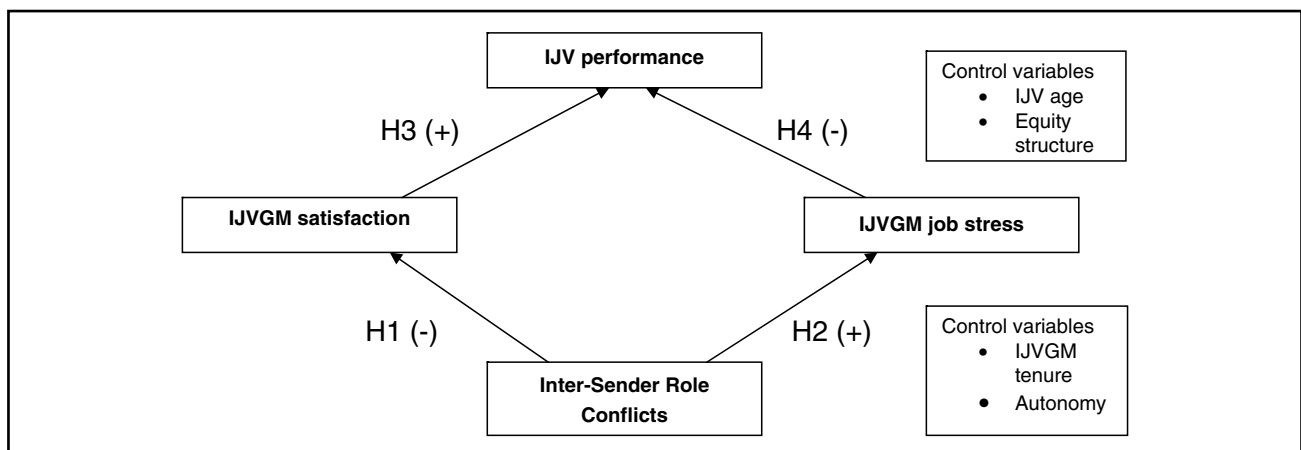 IJV performance
Control variables
• IJV age
• Equity
structure
H3 (+)
H4 (-)
IJVGM satisfaction
IJVGM job stress
H1 (-)
H2 (+)
Control variables
• IJVGM
tenure
• Autonomy
Inter-Sender Role
Conflicts